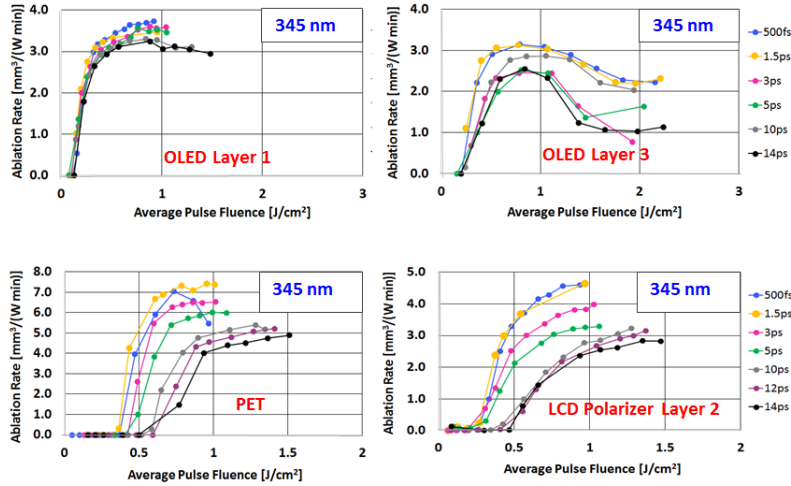 Ablation Rate [mm³/(W min)]
5.0
4.0
3.0
2.0
1.0
0.0
0
1
2
3
345 nm
OLED Layer 1
Average Pulse Fluence [J/cm²]
Ablation Rate [mm³/(W min)]
4.0
3.0
2.0
1.0
0.0
0
1
2
3
345 nm
OLED Layer 3
Average Pulse Fluence [J/cm²]
500fs
1.5ps
3ps
5ps
10ps
14ps
Ablation Rate [mm³/(W min)]
8.0
7.0
6.0
5.0
4.0
3.0
2.0
1.0
0.0
0
0.5
1
1.5
2
345 nm
PET
Average Pulse Fluence [J/cm²]
Ablation Rate [mm³/(W min)]
5.0
4.0
3.0
2.0
1.0
0.0
0
0.5
1
1.5
2
345 nm
LCD Polarizer Layer 2
Average Pulse Fluence [J/cm²]
500fs
1.5ps
3ps
5ps
10ps
12ps
14ps